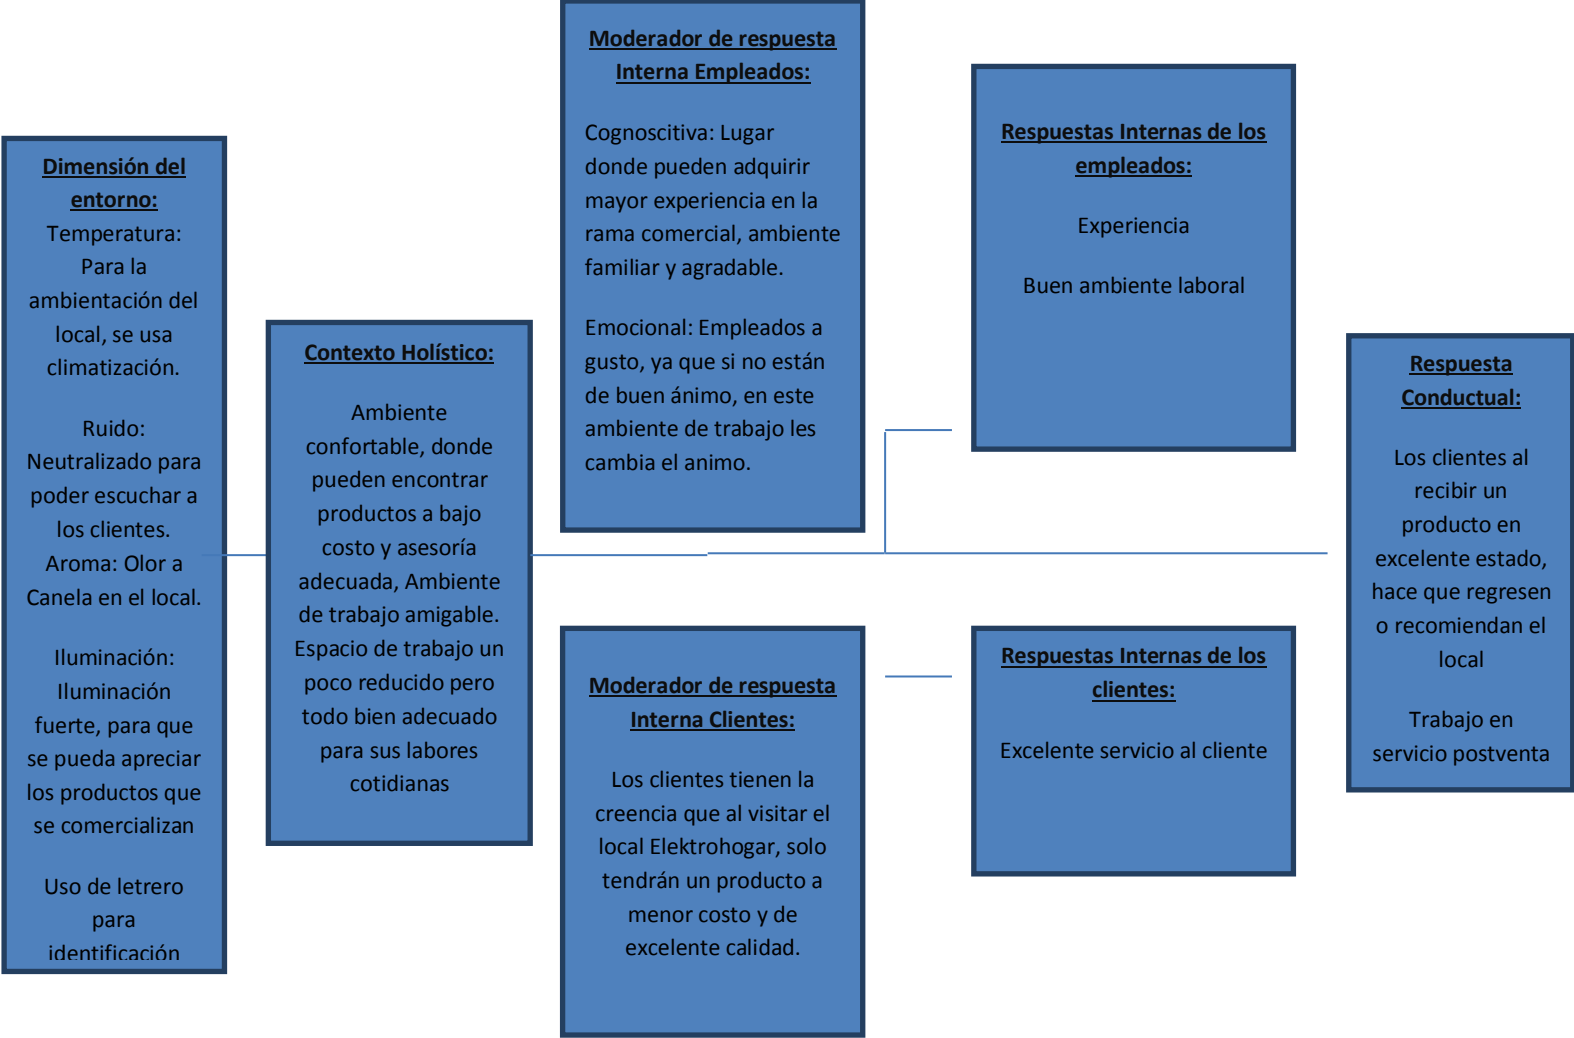 Dimensión del
entorno:
Temperatura:
Para la
ambientación del
local, se usa
climatización.
Ruido:
Neutralizado para
poder escuchar a
los clientes.
Aroma: Olor a
Canela en el local.
Iluminación:
Iluminación
fuerte, para que
se pueda apreciar
los productos que
se comercializan
Uso de letrero
para
identificación
Contexto Holístico:
Ambiente
confortable, donde
pueden encontrar
productos a bajo
costo y asesoría
adecuada, Ambiente
de trabajo amigable.
Espacio de trabajo un
poco reducido pero
todo bien adecuado
para sus labores
cotidianas
Moderador de respuesta
Interna Empleados:
Cognoscitiva: Lugar
donde pueden adquirir
mayor experiencia en la
rama comercial, ambiente
familiar y agradable.
Emocional: Empleados a
gusto, ya que si no están
de buen ánimo, en este
ambiente de trabajo les
cambia el animo.
Moderador de respuesta
Interna Clientes:
Los clientes tienen la
creencia que al visitar el
local Elektrohogar, solo
tendrán un producto a
menor costo y de
excelente calidad.
Respuestas Internas de los
empleados:
Experiencia
Buen ambiente laboral
Respuestas Internas de los
clientes:
Excelente servicio al cliente
Respuesta
Conductual:
Los clientes al
recibir un
producto en
excelente estado,
hace que regresen
o recomiendan el
local
Trabajo en
servicio postventa